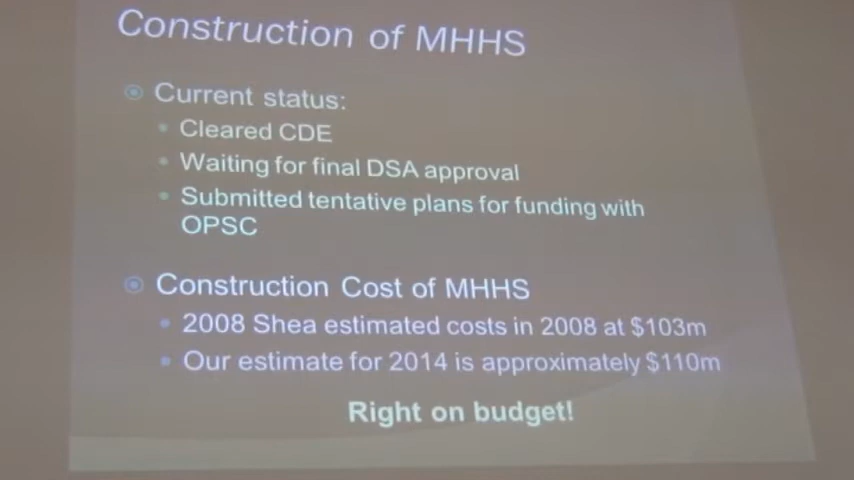 Construction of MHHS
Current status:
Cleared CDE
Waiting for final DSA approval
Submitted tentative plans for funding with
OPSC
Construction Cost of MHHS
2008 Shea estimated costs in 2008 at $103m
Our estimate for 2014 is approximately $110m
Right on budget!